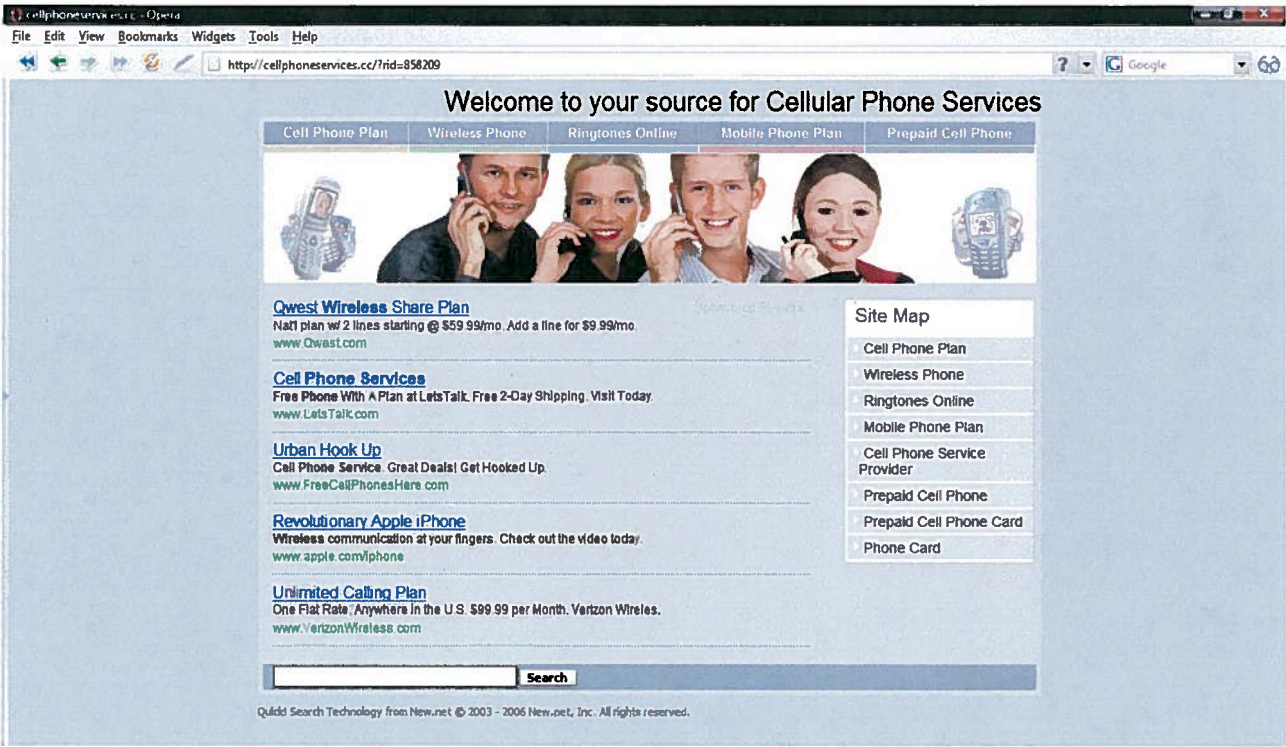 cellphoneservices.cc - Opera
File Edit View Bookmarks Widgets Tools Help
http://cellphoneservices.cc/?rid=858209
? Google
Welcome to your source for Cellular Phone Services
Cell Phone Plan Wireless Phone Ringtones Online Mobile Phone Plan Prepaid Cell Phone
Qwest Wireless Share Plan
Nat'l plan w/ 2 lines starting @ $59.99/mo. Add a line for $9.99/mo.
www.Qwest.com
Cell Phone Services
Free Phone With A Plan at LetsTalk. Free 2-Day Shipping. Visit Today.
www.LetsTalk.com
Urban Hook Up
Cell Phone Service. Great Deals! Get Hooked Up.
www.FreeCellPhonesHere.com
Revolutionary Apple iPhone
Wireless communication at your fingers. Check out the video today.
www.apple.com/iphone
Unlimited Calling Plan
One Flat Rate, Anywhere in the U.S. $99.99 per Month. Verizon Wireles.
www.VerizonWireless.com
Site Map
Cell Phone Plan
Wireless Phone
Ringtones Online
Mobile Phone Plan
Cell Phone Service
Provider
Prepaid Cell Phone
Prepaid Cell Phone Card
Phone Card
Search
Search Technology from New.net © 2003 - 2006 New.net, Inc. All rights reserved.